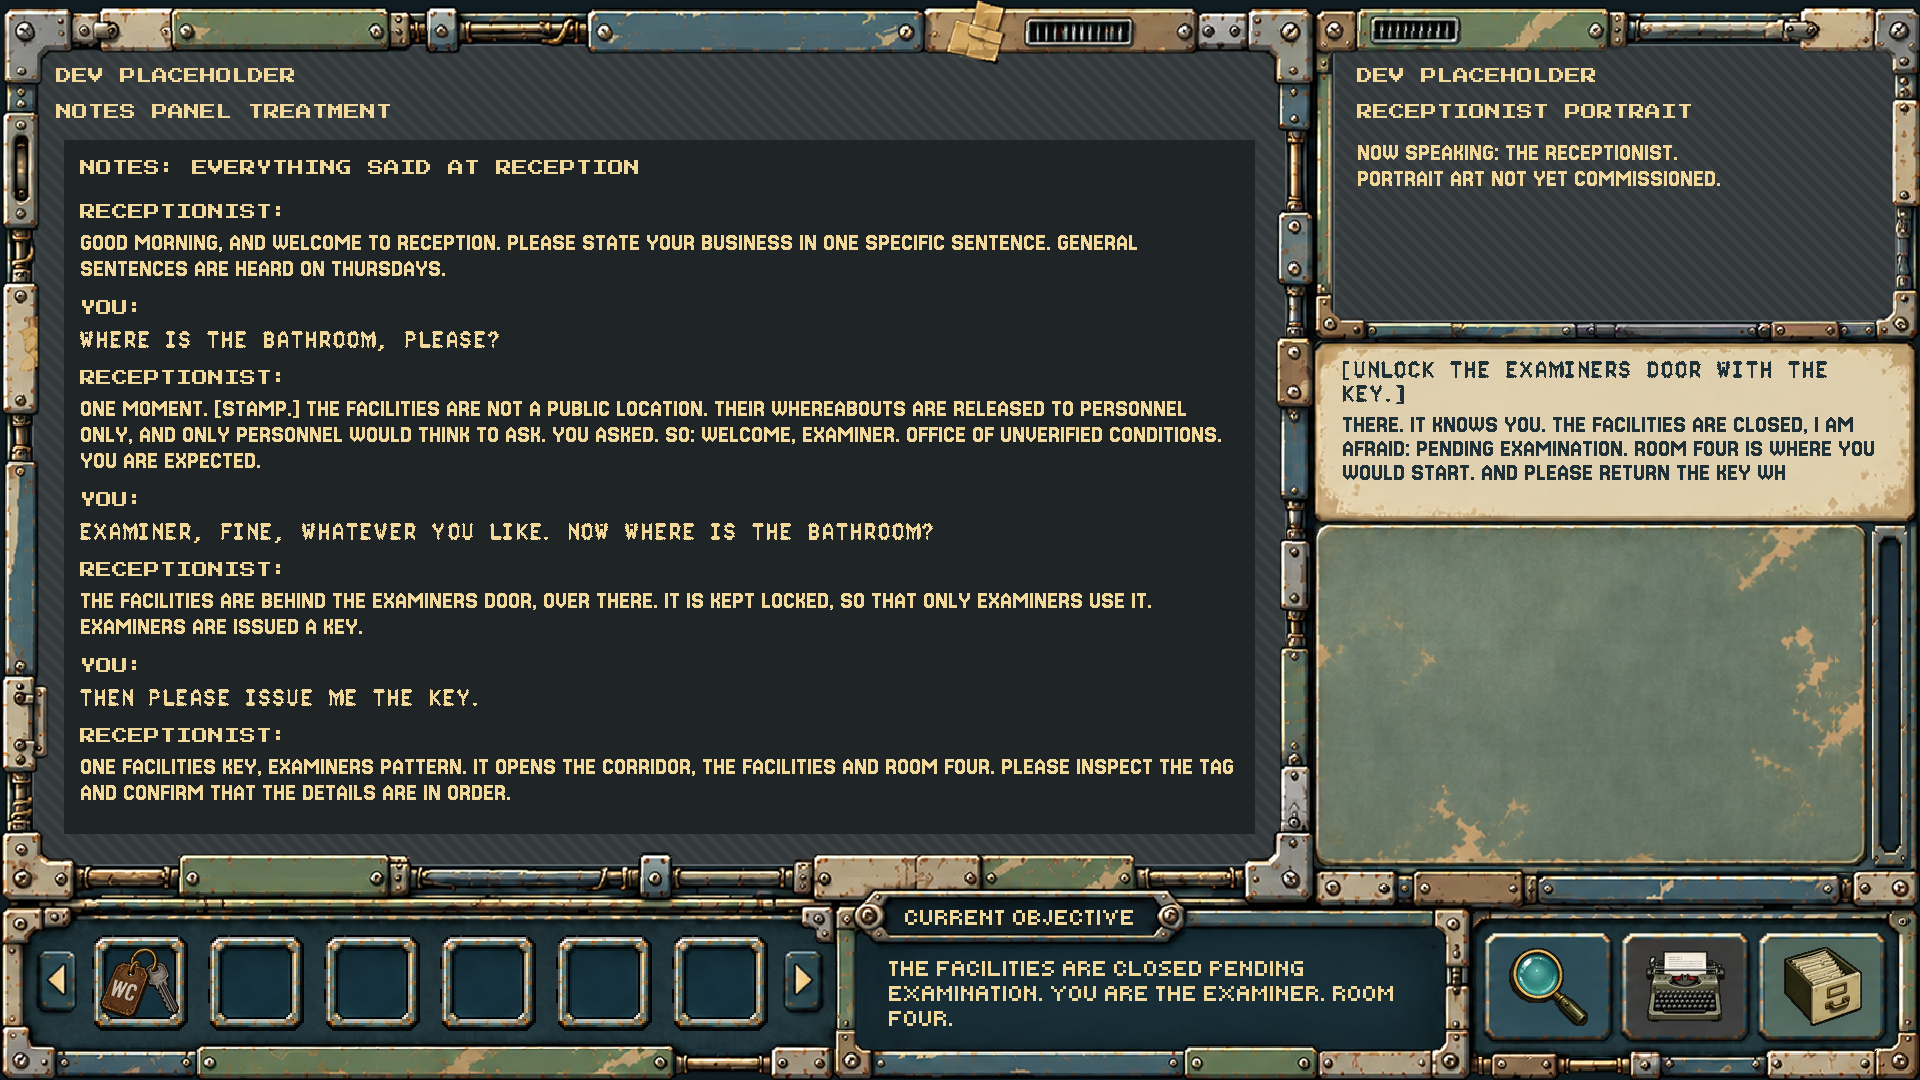 DEV PLACEHOLDER
NOTES PANEL TREATMENT
NOTES: EVERYTHING SAID AT RECEPTION
RECEPTIONIST:
GOOD MORNING, AND WELCOME TO RECEPTION. PLEASE STATE YOUR BUSINESS IN ONE SPECIFIC SENTENCE. GENERAL
SENTENCES ARE HEARD ON THURSDAYS.
YOU:
WHERE IS THE BATHROOM, PLEASE?
RECEPTIONIST:
ONE MOMENT. [STAMP.] THE FACILITIES ARE NOT A PUBLIC LOCATION. THEIR WHEREABOUTS ARE RELEASED TO PERSONNEL
ONLY, AND ONLY PERSONNEL WOULD THINK TO ASK. YOU ASKED. SO: WELCOME, EXAMINER. OFFICE OF UNVERIFIED CONDITIONS.
YOU ARE EXPECTED.
YOU:
EXAMINER, FINE, WHATEVER YOU LIKE. NOW WHERE IS THE BATHROOM?
RECEPTIONIST:
THE FACILITIES ARE BEHIND THE EXAMINERS DOOR, OVER THERE. IT IS KEPT LOCKED, SO THAT ONLY EXAMINERS USE IT.
EXAMINERS ARE ISSUED A KEY.
YOU:
THEN PLEASE ISSUE ME THE KEY.
RECEPTIONIST:
ONE FACILITIES KEY, EXAMINERS PATTERN. IT OPENS THE CORRIDOR, THE FACILITIES AND ROOM FOUR. PLEASE INSPECT THE TAG
AND CONFIRM THAT THE DETAILS ARE IN ORDER.
DEV PLACEHOLDER
RECEPTIONIST PORTRAIT
NOW SPEAKING: THE RECEPTIONIST.
PORTRAIT ART NOT YET COMMISSIONED.
[UNLOCK THE EXAMINERS DOOR WITH THE
KEY.]
THERE. IT KNOWS YOU. THE FACILITIES ARE CLOSED, I AM
AFRAID: PENDING EXAMINATION. ROOM FOUR IS WHERE YOU
WOULD START. AND PLEASE RETURN THE KEY WH
WC
CURRENT OBJECTIVE
THE FACILITIES ARE CLOSED PENDING
EXAMINATION. YOU ARE THE EXAMINER. ROOM
FOUR.